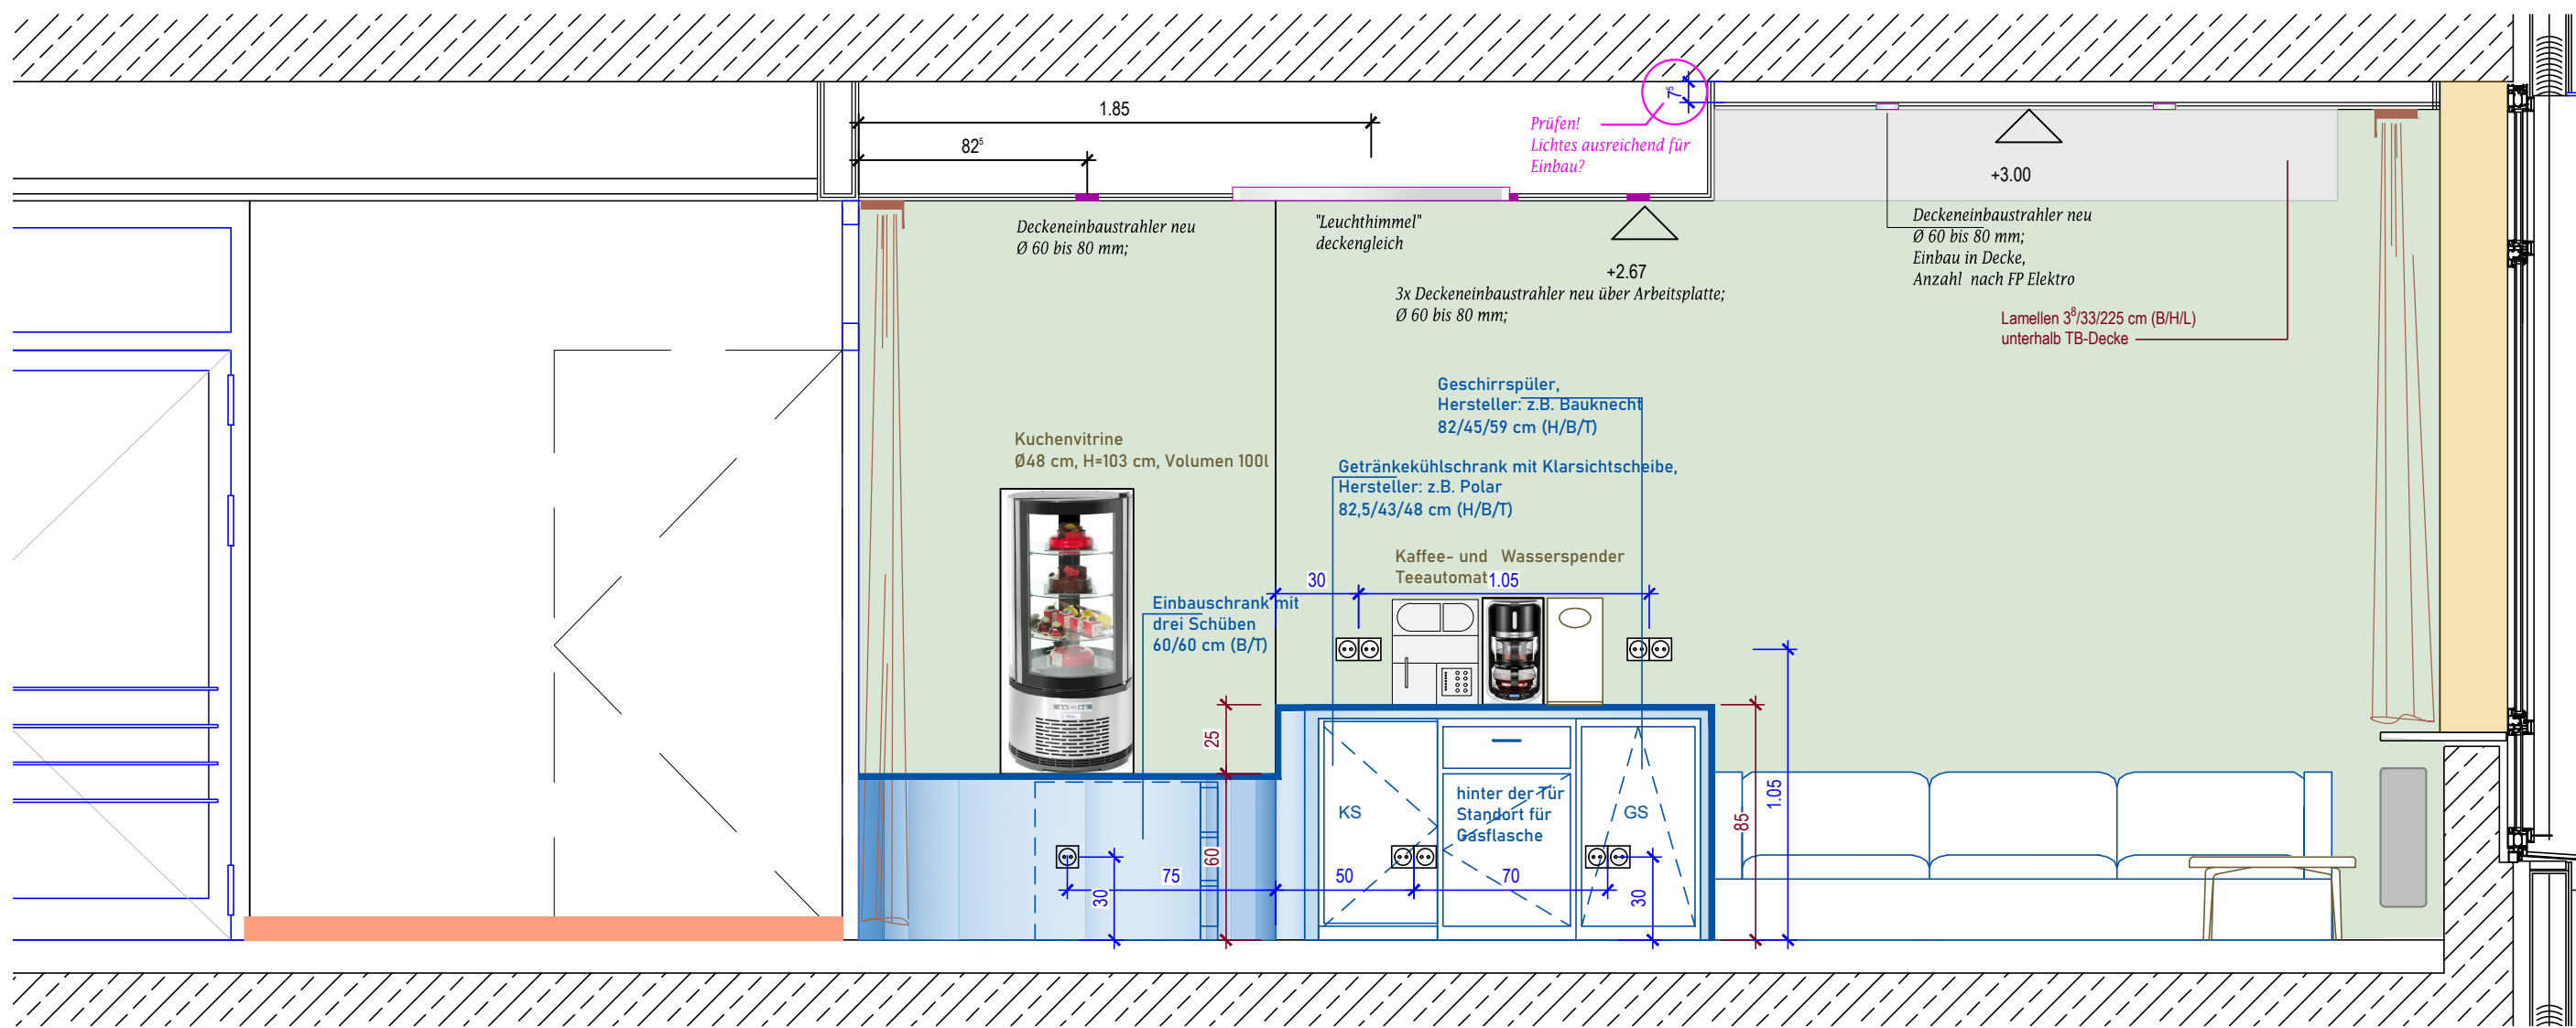 1.85
82⁵
7⁵
Prüfen!
Lichtes ausreichend für
Einbau?
+3.00
Deckeneinbaustrahler neu
Ø 60 bis 80 mm;
"Leuchthimmel"
deckengleich
+2.67
3x Deckeneinbaustrahler neu über Arbeitsplatte;
Ø 60 bis 80 mm;
Deckeneinbaustrahler neu
Ø 60 bis 80 mm;
Einbau in Decke,
Anzahl  nach FP Elektro
Lamellen 3⁸/33/225 cm (B/H/L)
unterhalb TB-Decke
Geschirrspüler,
Hersteller: z.B. Bauknecht
82/45/59 cm (H/B/T)
Kuchenvitrine
Ø48 cm, H=103 cm, Volumen 100l
Getränkekühlschrank mit Klarsichtscheibe,
Hersteller: z.B. Polar
82,5/43/48 cm (H/B/T)
Kaffee- und
Teeautomat
Wasserspender
30
1.05
Einbauschrank mit
drei Schüben
60/60 cm (B/T)
25
60
85
1.05
KS
hinter der Tür
Standort für
Gasflasche
GS
75
50
70
30
30